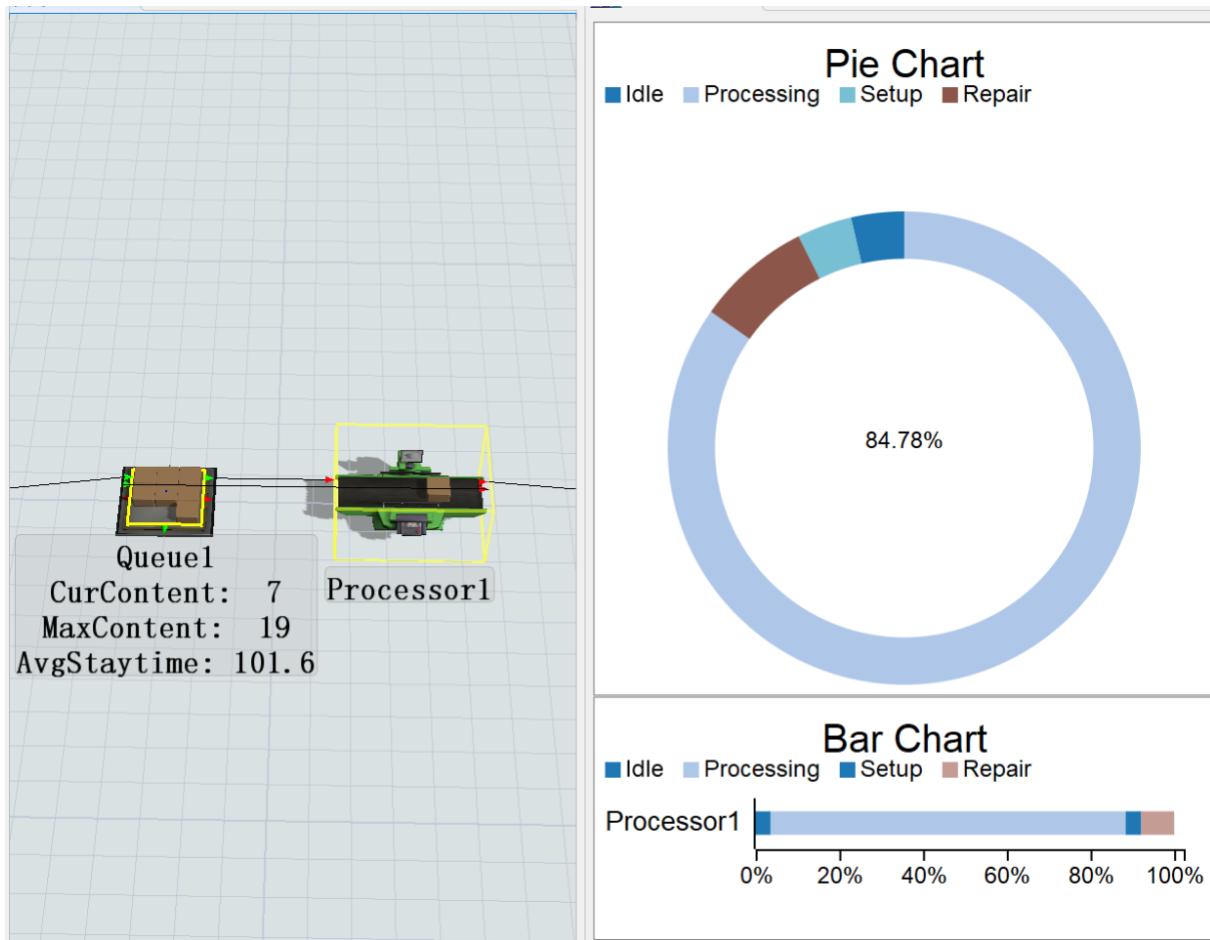 Queue1
CurContent: 7
MaxContent: 19
AvgStaytime: 101.6
Processor1
Pie Chart
Idle Processing Setup Repair
84.78%
Bar Chart
Idle Processing Setup Repair
Processor1
0% 20% 40% 60% 80% 100%